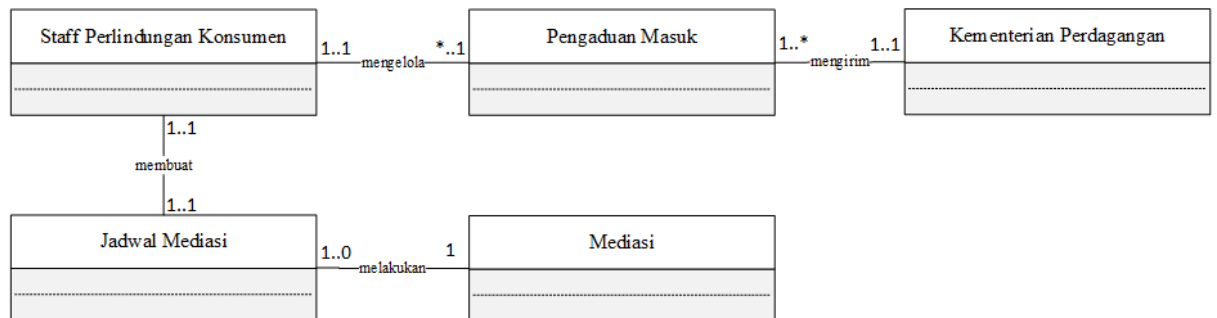 Staff Perlindungan Konsumen
1..1
mengelola
*..1
Pengaduan Masuk
1..*
mengirim
1..1
Kementerian Perdagangan
1..1
membuat
1..1
Jadwal Mediasi
1..0
melakukan
1
Mediasi